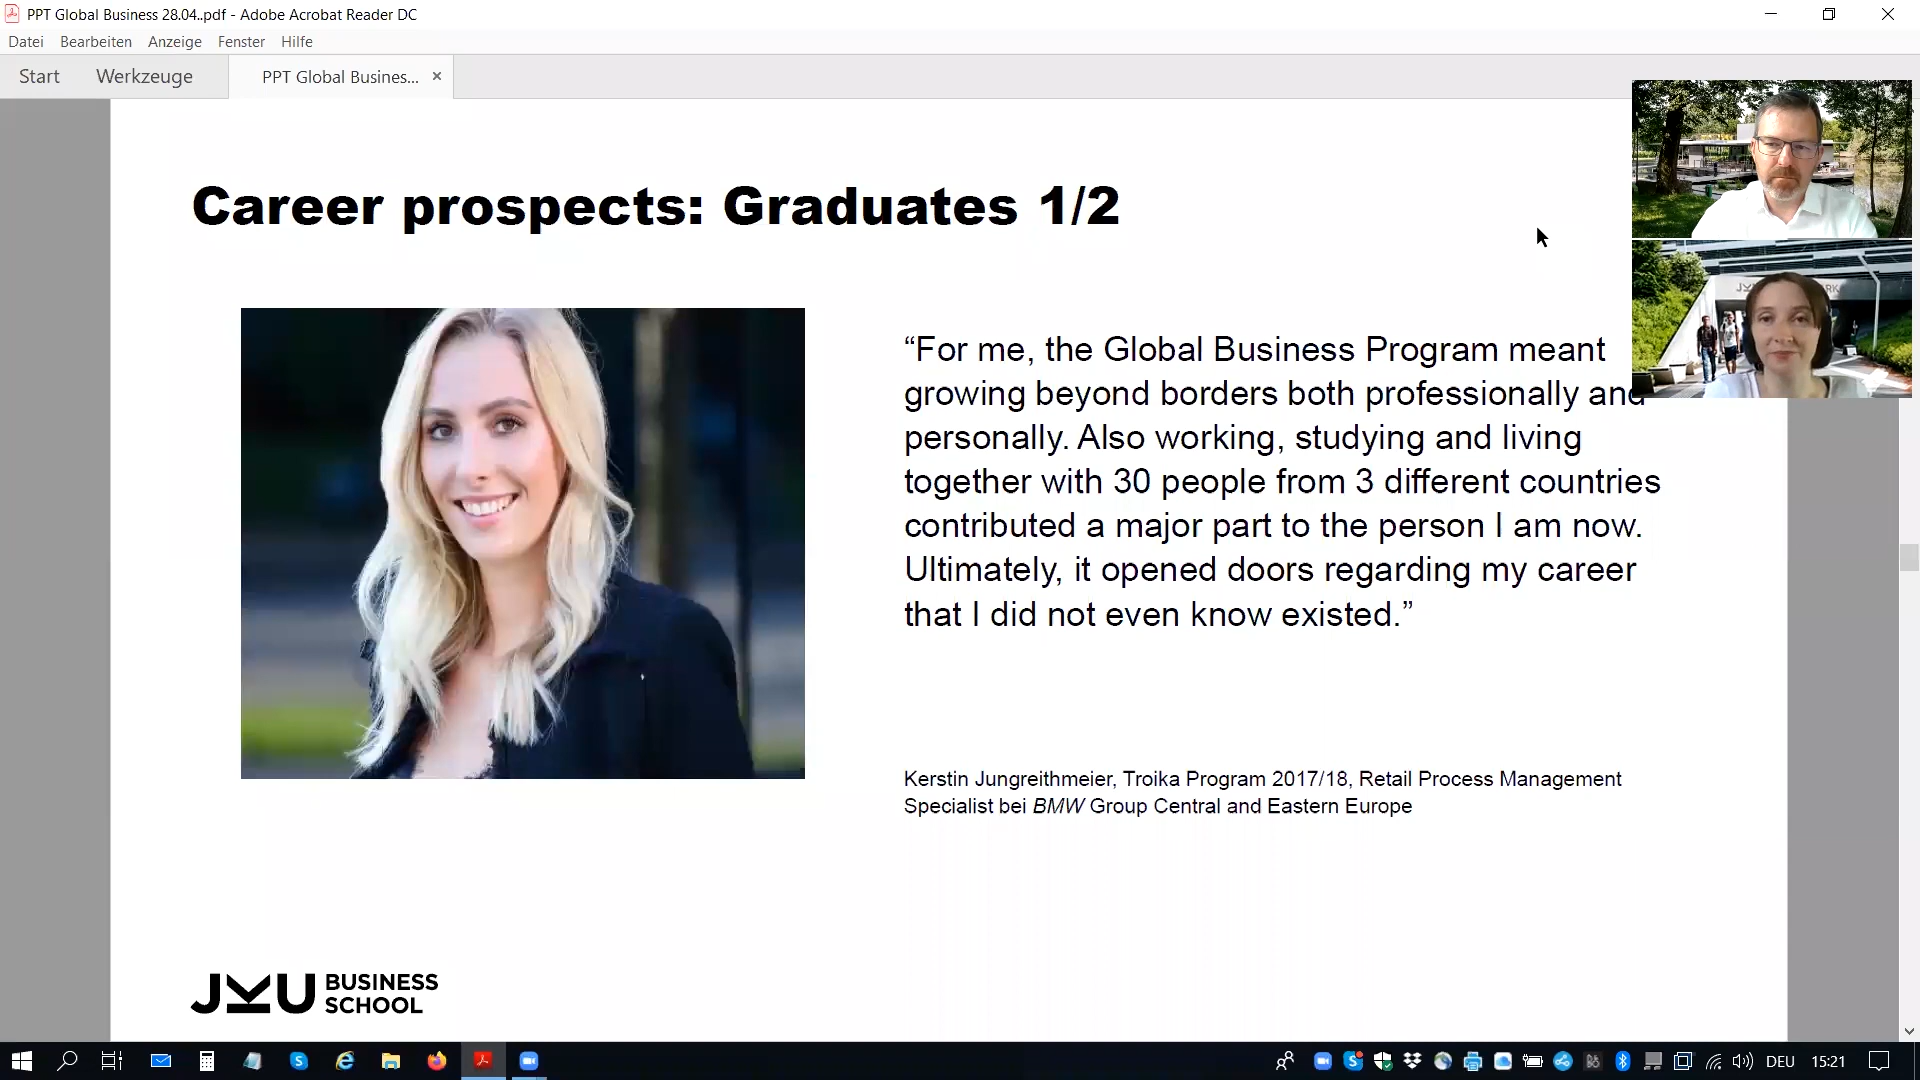 PPT Global Business 28.04..pdf - Adobe Acrobat Reader DC
Datei Bearbeiten Anzeige Fenster Hilfe
Start Werkzeuge PPT Global Busines... ×
Career prospects: Graduates 1/2
“For me, the Global Business Program meant
growing beyond borders both professionally and
personally. Also working, studying and living
together with 30 people from 3 different countries
contributed a major part to the person I am now.
Ultimately, it opened doors regarding my career
that I did not even know existed.”
Kerstin Jungreithmeier, Troika Program 2017/18, Retail Process Management
Specialist bei BMW Group Central and Eastern Europe
JKU BUSINESS
SCHOOL
DEU 15:21